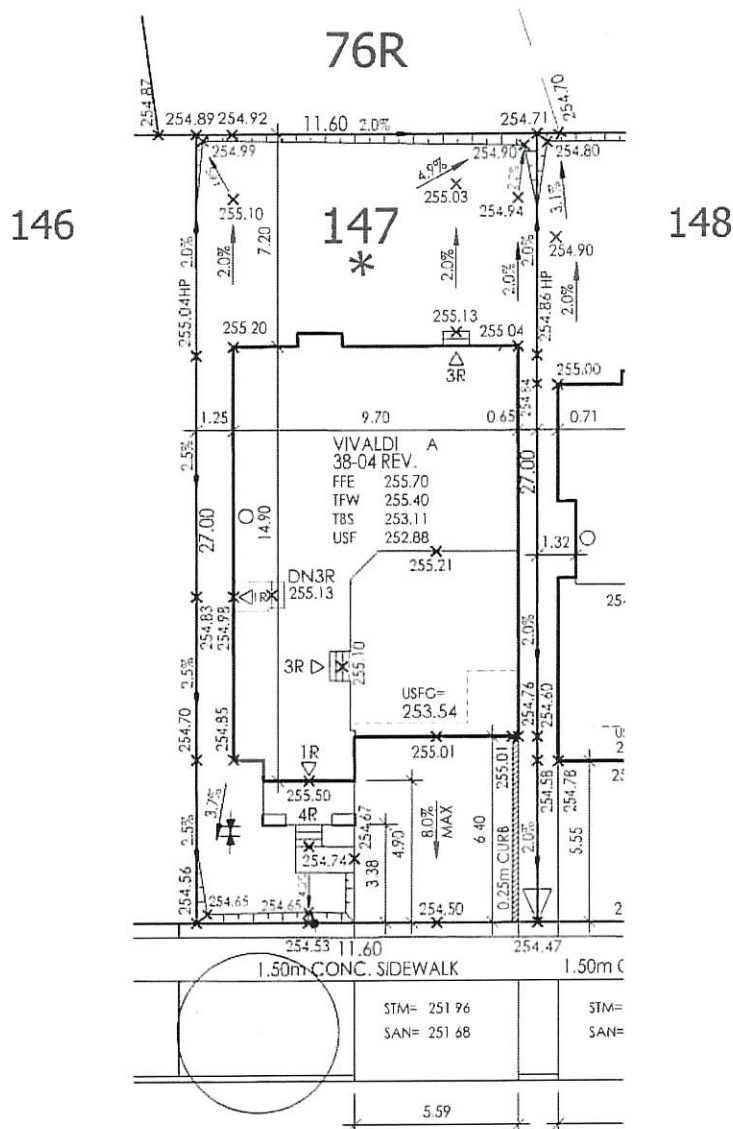 76R
254.87
254.89 254.92 11.60 2.0% 254.71 254.70
254.99 254.90 254.80
4.9%
255.10 255.03 254.94 3.1%
146 147 148
*
254.90
2.0% 2.0% 7.20 2.0% 2.0% 2.0% 2.0%
255.04HP 254.86 HP
255.13
255 20 255 04
3R
255.00
254.84
1.25 9.70 0.65 0.71
VIVALDI A
38-04 REV.
FFE 255.70
TFW 255.40
TBS 253.11
USF 252.88
2.5% 27.00 14.90 27.00
255.21
1.32
DN3R
255.13
1R
254.83 254.98
3R 255.10
2.0%
USFG=
253.54
2.5%
254.70 254.85 254.76 254.60
1R 255.01 255.01
255.50
254.58 254.78
3.7% 4R 254.67 8.0% MAX 6.40
4.90
254.74 3.38 0.25m CURB 2.0% 5.55
2.5%
254.56 254.65 254.65 254.50
254.53 11.60 254.47
1.50m CONC. SIDEWALK 1.50m C
STM= 251 96 STM=
SAN= 251 68 SAN=
5.59